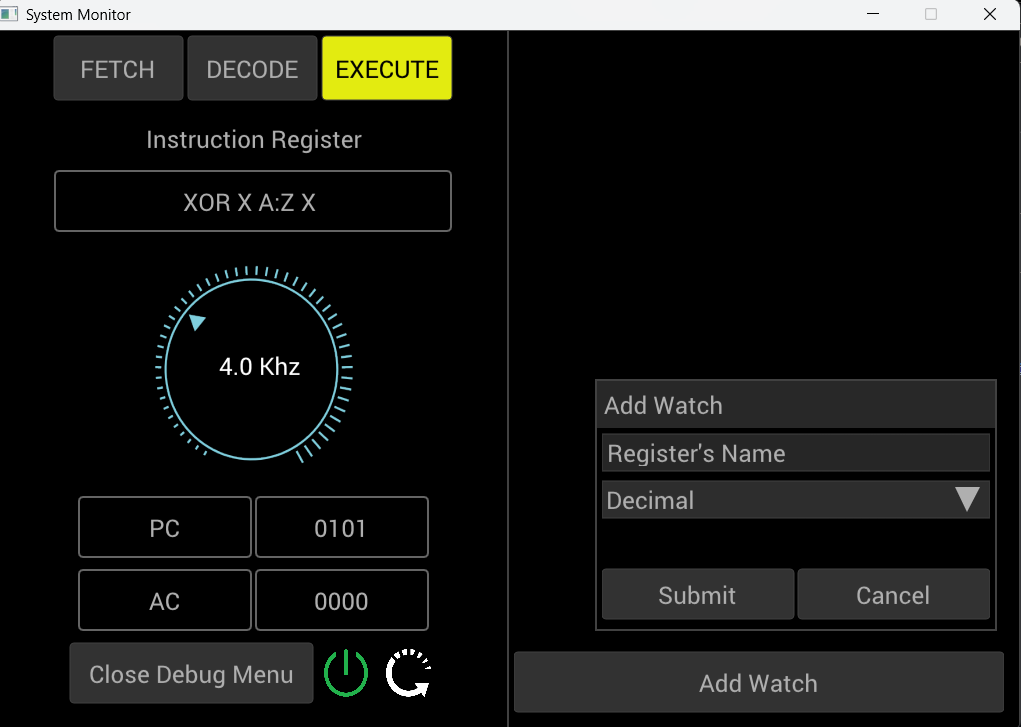 System Monitor
FETCH DECODE EXECUTE
Instruction Register
XOR X A:Z X
4.0 Khz
PC 0101
AC 0000
Close Debug Menu
Add Watch
Register's Name
Decimal
Submit Cancel
Add Watch